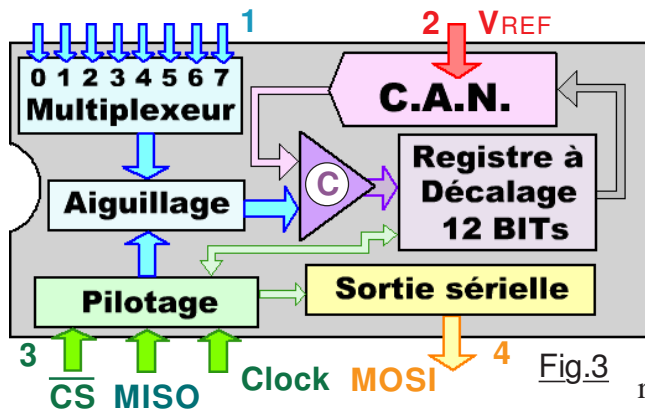 1
2 VREF
0 1 2 3 4 5 6 7
Multiplexeur
C.A.N.
Aiguillage
C
Registre à
Décalage
12 BITs
Pilotage
Sortie sérielle
3
4
CS MISO Clock MOSI
Fig.3
n